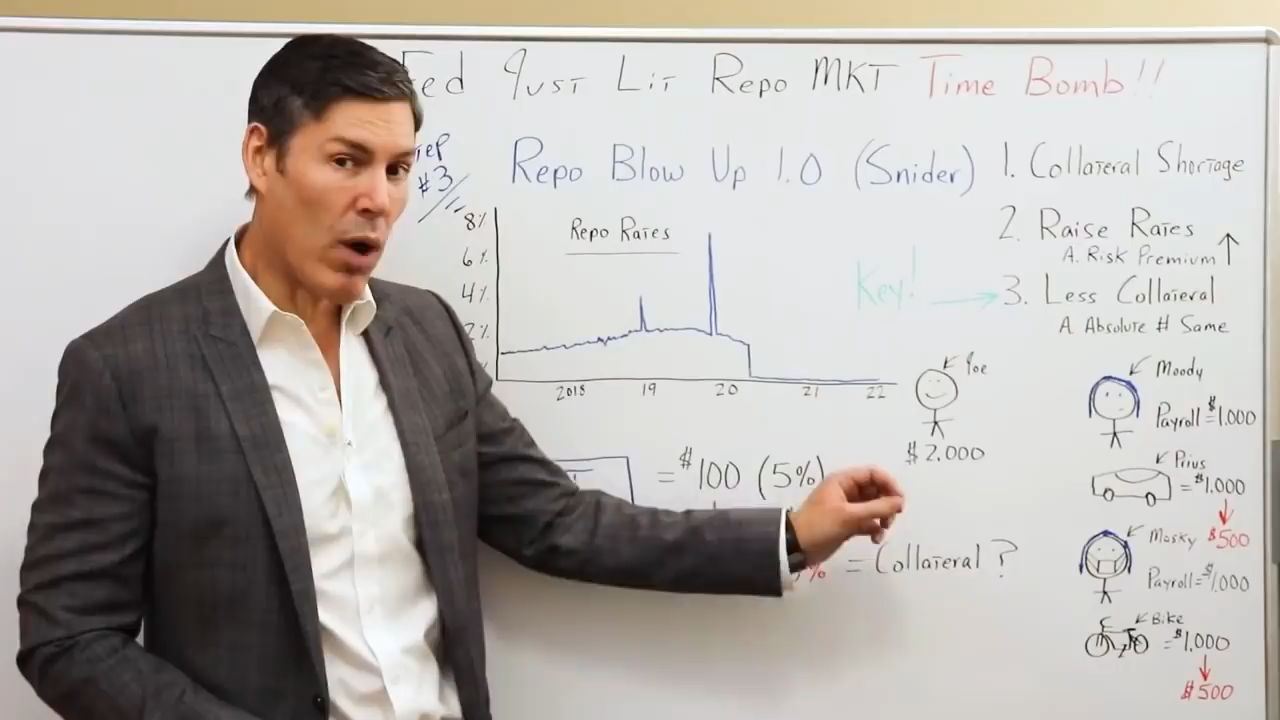 Fed Just Lit Repo MKT Time Bomb!!
#3
Repo Blow Up 1.0 (Snider)
Repo Rates
8%
6%
4%
2%
2018 19 20 21 22
1. Collateral Shortage
2. Raise Rates
A. Risk Premium ↑
Key! → 3. Less Collateral
A. Absolute # Same
Joe
$2,000
= $100 (5%)
% = Collateral?
Moody
Payroll = $1,000
Prius
= $1,000
$500
Mosky
Payroll = $1,000
Bike
= $1,000
$500